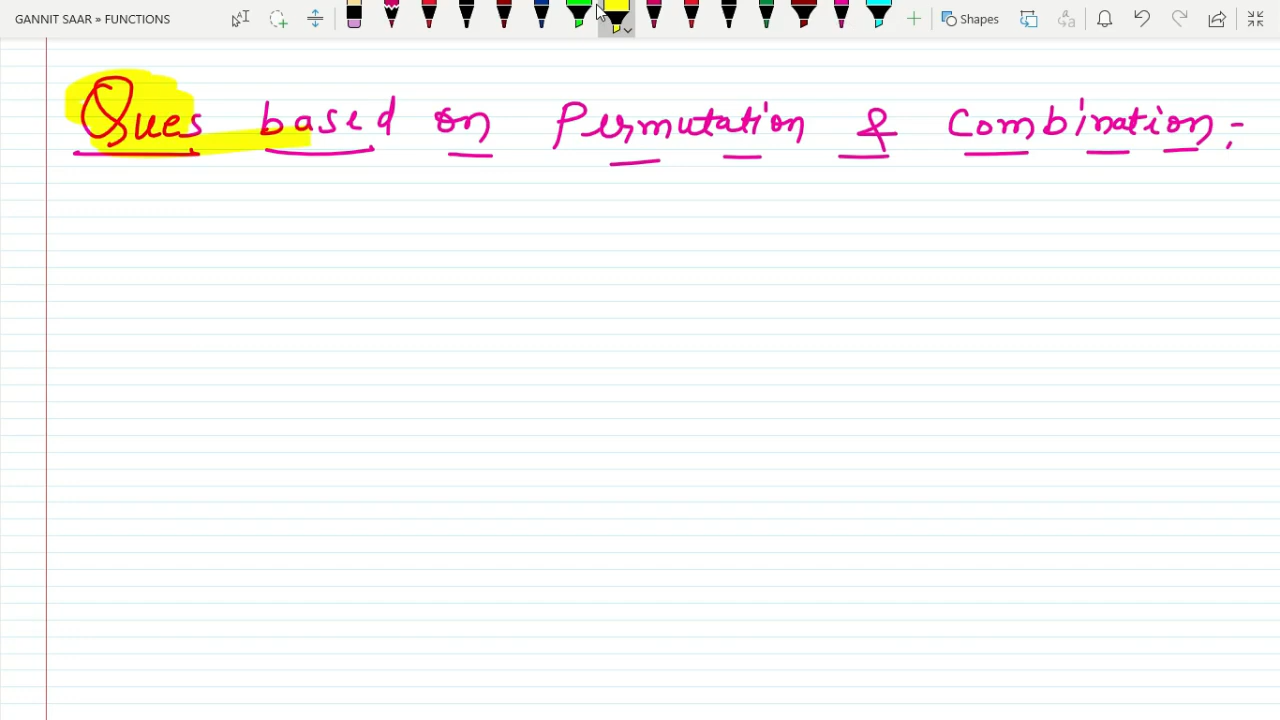 GANNIT SAAR » FUNCTIONS
Shapes
Ques based on Permutation & Combination :-